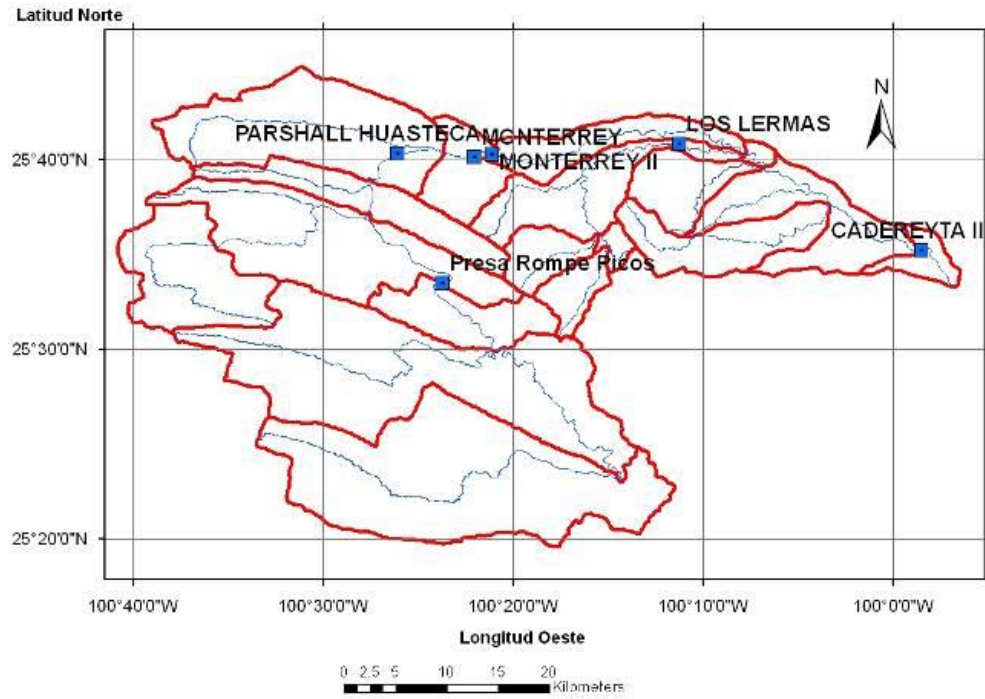 Latitud Norte
N
PARSHALL HUASTECA
MONTERREY
LOS LERMAS
25°40'0"N
MONTERREY II
CADEREYTA II
Presa Rompe Picos
25°30'0"N
25°20'0"N
100°40'0"W 100°30'0"W 100°20'0"W 100°10'0"W 100°0'0"W
Longitud Oeste
0 2.5 5 10 15 20
Kilometers